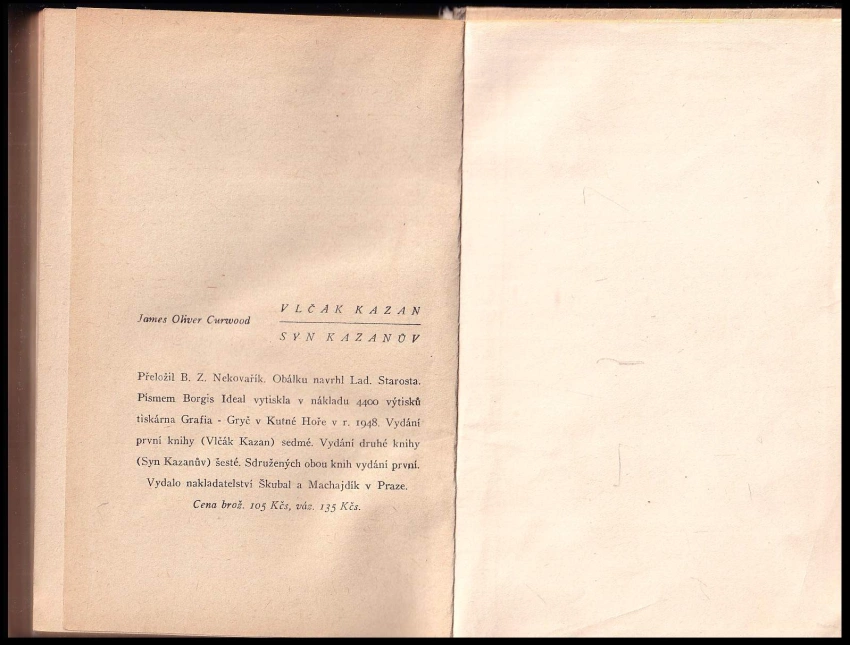 James Oliver Curwood
VLČAK KAZAN
SYN KAZANŮV
Přeložil B. Z. Nekovařík. Obálku navrhl Lad. Starosta.
Písmem Borgis Ideal vytiskla v nákladu 4400 výtisků
tiskárna Grafia - Gryč v Kutné Hoře v r. 1948. Vydání
první knihy (Vlčák Kazan) sedmé. Vydání druhé knihy
(Syn Kazanův) šesté. Sdružených obou knih vydání první.
Vydalo nakladatelství Škubal a Machajdík v Praze.
Cena brož. 105 Kčs, váz. 135 Kčs.